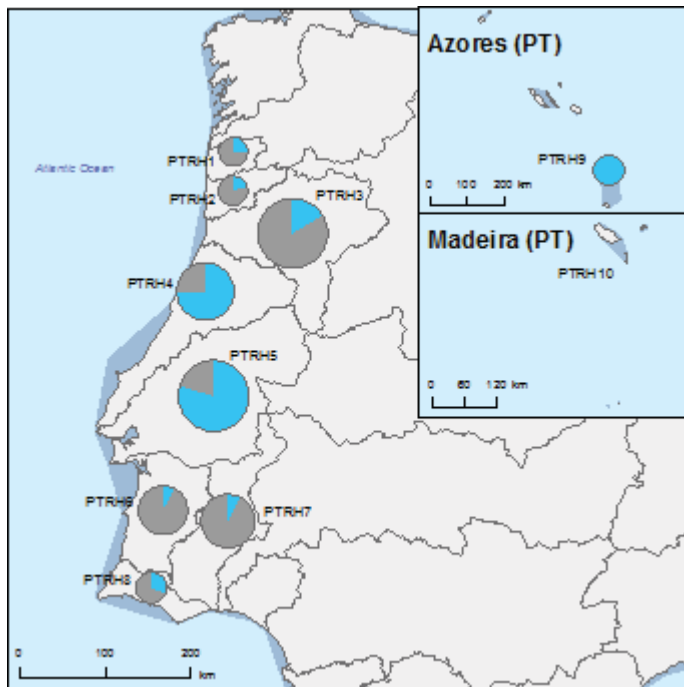 Azores (PT)
PTRH9
0 100 200
km
Madeira (PT)
PTRH10
0 60 120
km
Atlantic Ocean
PTRH1
PTRH2
PTRH3
PTRH4
PTRH5
PTRH6
PTRH7
PTRH8
0 100 200
km